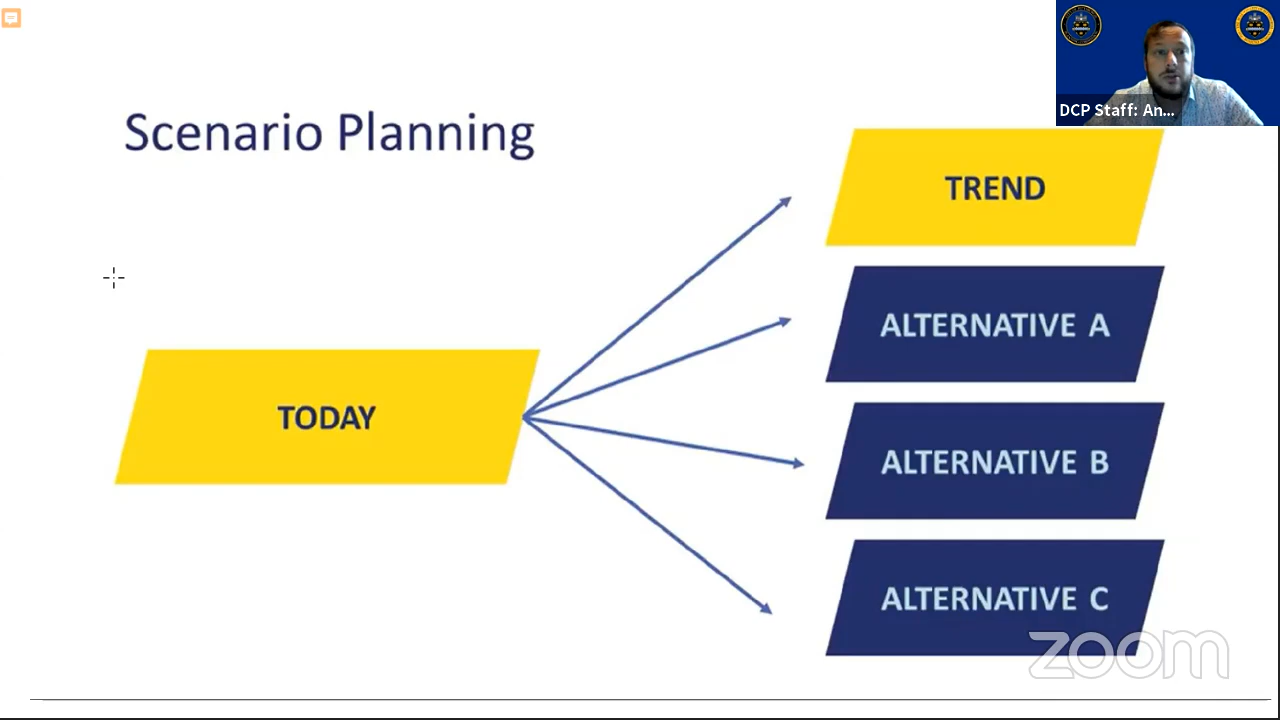 DCP Staff: An...
Scenario Planning
TREND
ALTERNATIVE A
TODAY
ALTERNATIVE B
ALTERNATIVE C
zoom